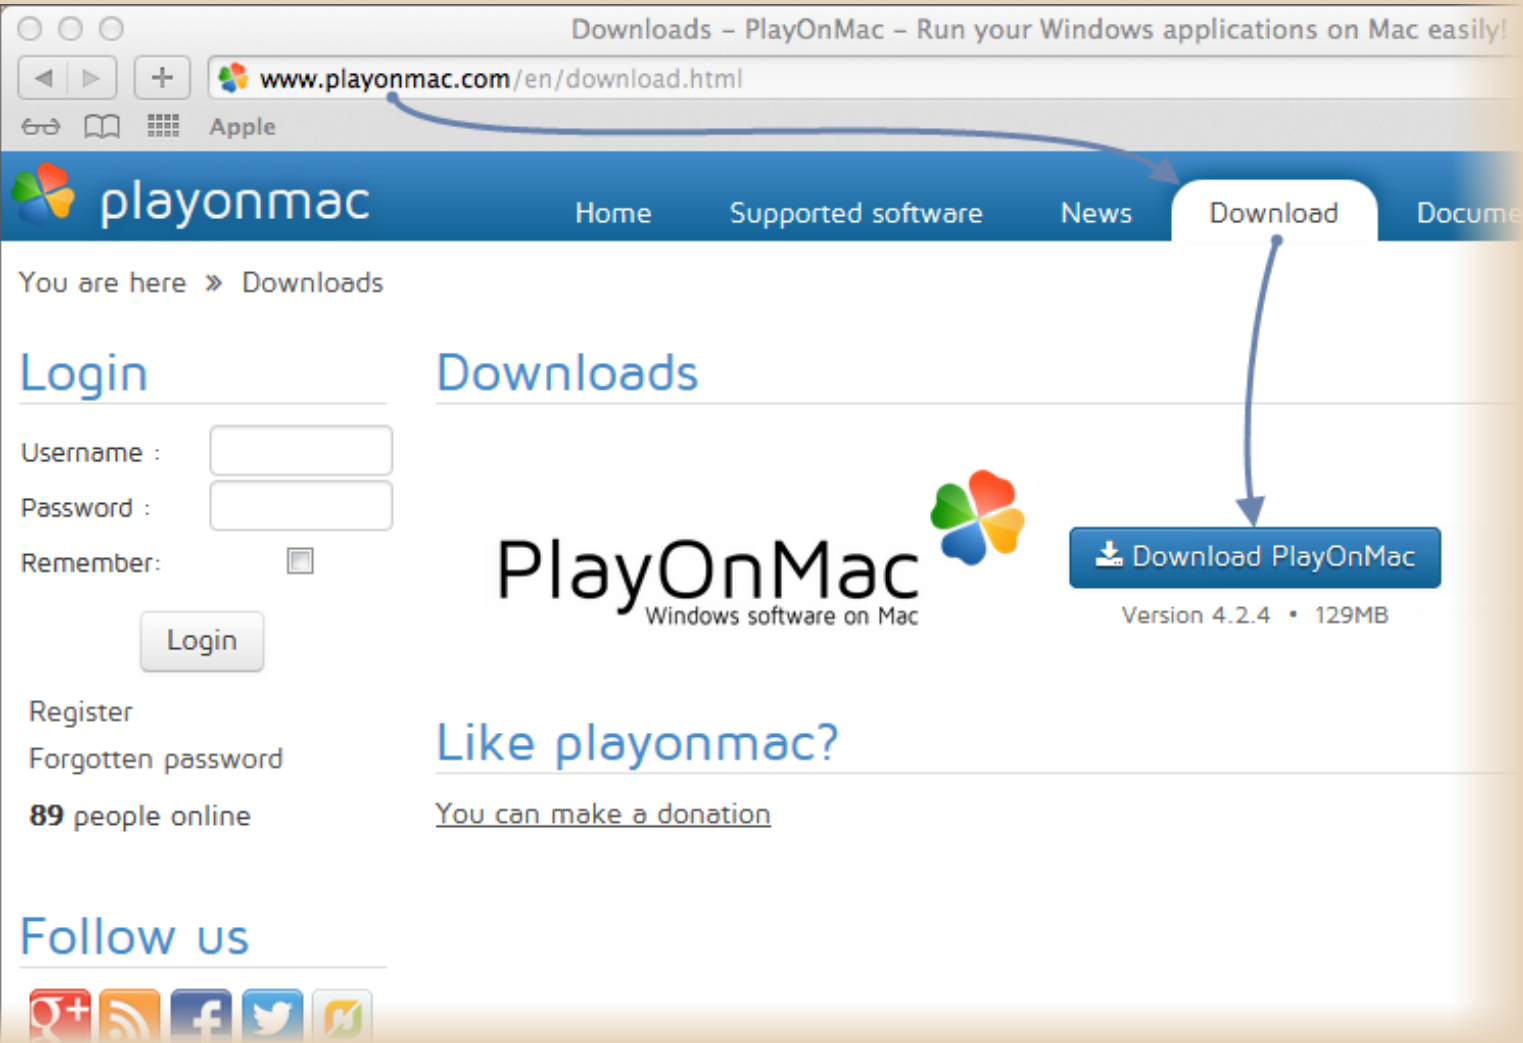 Downloads – PlayOnMac – Run your Windows applications on Mac easily!
www.playonmac.com/en/download.html
Apple
playonmac
Home Supported software News Download Docume
You are here » Downloads
Login
Username :
Password :
Remember:
Login
Register
Forgotten password
89 people online
Follow us
g+
Downloads
PlayOnMac
Windows software on Mac
Download PlayOnMac
Version 4.2.4 • 129MB
Like playonmac?
You can make a donation